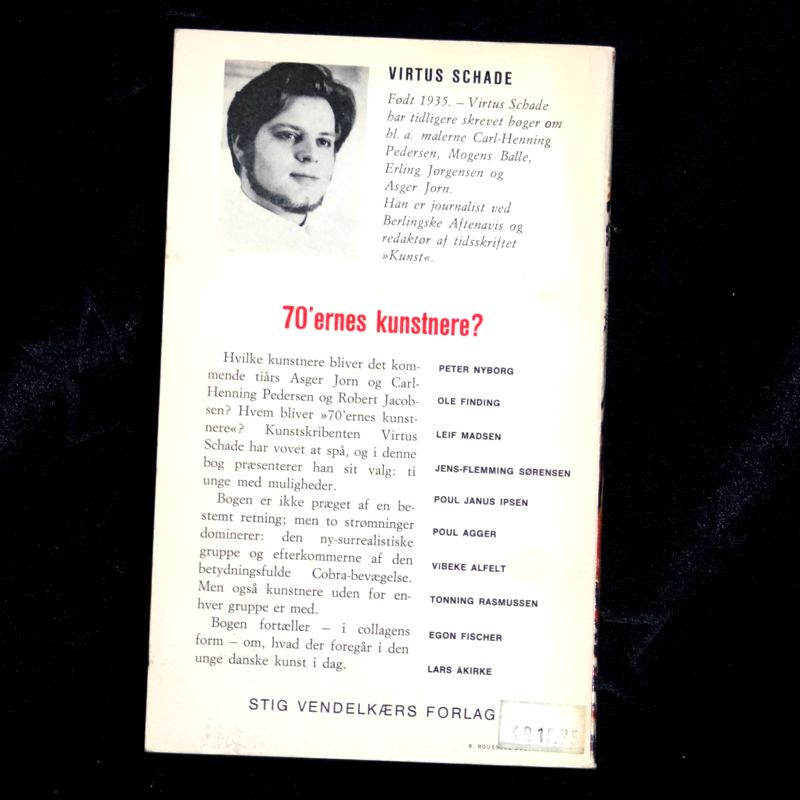 VIRTUS SCHADE
Født 1935. – Virtus Schade
har tidligere skrevet bøger om
bl. a. malerne Carl-Henning
Pedersen, Mogens Balle,
Erling Jørgensen og
Asger Jorn.
Han er journalist ved
Berlingske Aftenavis og
redaktør af tidsskriftet
»Kunst«.
70'ernes kunstnere?
Hvilke kunstnere bliver det kom-
mende tiårs Asger Jorn og Carl-
Henning Pedersen og Robert Jacob-
sen? Hvem bliver »70'ernes kunst-
nere«? Kunstskribenten Virtus
Schade har vovet at spå, og i denne
bog præsenterer han sit valg: ti
unge med muligheder.
Bogen er ikke præget af en be-
stemt retning; men to strømninger
dominerer: den ny-surrealistiske
gruppe og efterkommerne af den
betydningsfulde Cobra-bevægelse.
Men også kunstnere uden for en-
hver gruppe er med.
Bogen fortæller – i collagens
form – om, hvad der foregår i den
unge danske kunst i dag.
PETER NYBORG
OLE FINDING
LEIF MADSEN
JENS-FLEMMING SØRENSEN
POUL JANUS IPSEN
POUL AGGER
VIBEKE ALFELT
TONNING RASMUSSEN
EGON FISCHER
LARS ÅKIRKE
STIG VENDELKÆRS FORLAG